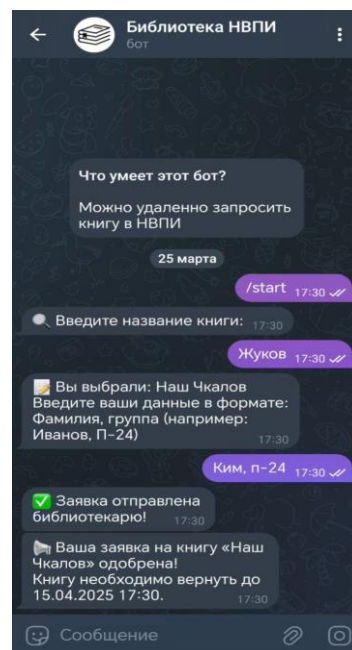 Библиотека НВПИ
бот
Что умеет этот бот?
Можно удаленно запросить
книгу в НВПИ
25 марта
/start 17:30
Введите название книги: 17:30
Жуков 17:30
Вы выбрали: Наш Чкалов
Введите ваши данные в формате:
Фамилия, группа (например:
Иванов, П-24) 17:30
Ким, п-24 17:30
Заявка отправлена
библиотекарю! 17:30
Ваша заявка на книгу «Наш
Чкалов» одобрена!
Книгу необходимо вернуть до
15.04.2025 17:30. 17:30
Сообщение